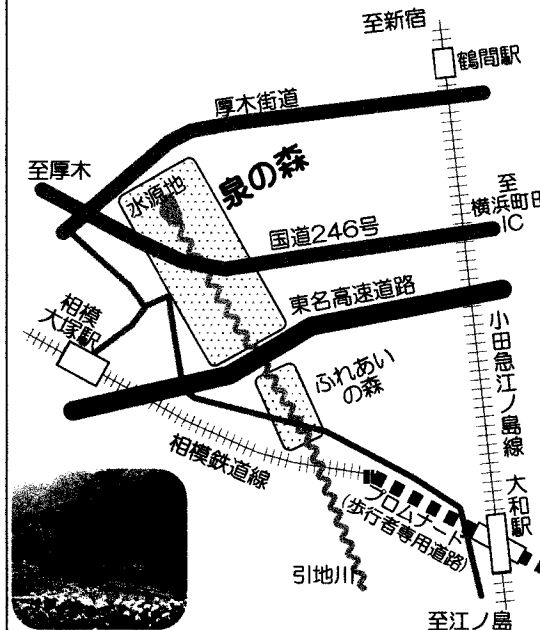 至新宿
鶴間駅
厚木街道
至厚木
泉の森
水源地
至
横浜町田
IC
国道246号
東名高速道路
相模
大塚駅
ふれあい
の森
小田急江ノ島線
相模鉄道線
プロムナード
(歩行者専用道路)
大和駅
引地川
至江ノ島